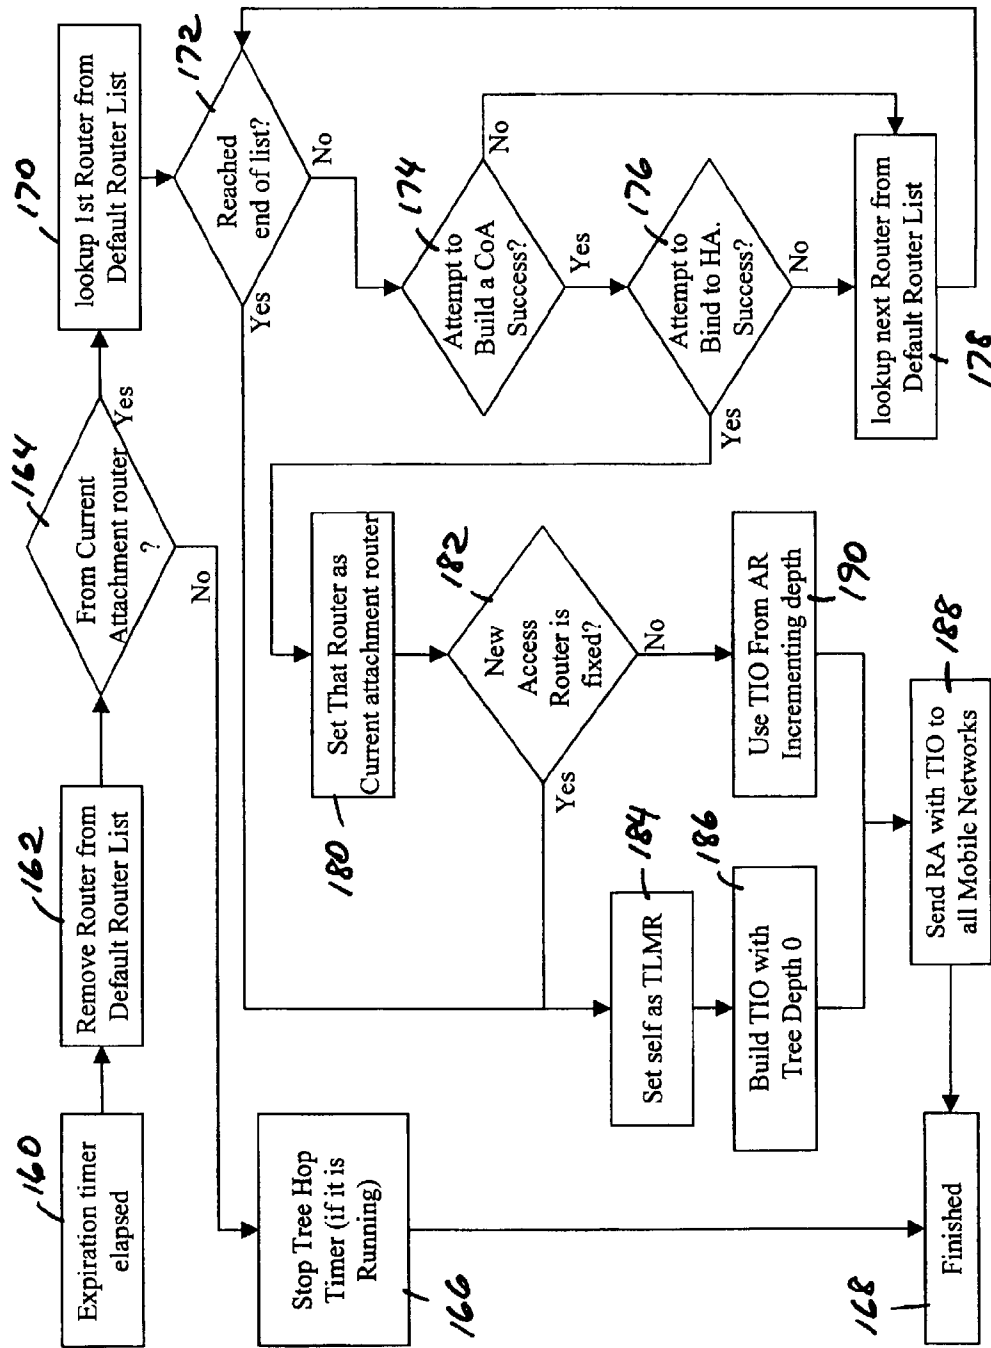 160
Expiration timer
elapsed
162
Remove Router from
Default Router List
164
From Current
Attachment router
?
Yes
No
170
lookup 1st Router from
Default Router List
172
Reached
end of list?
Yes
No
174
Attempt to
Build a CoA
Success?
No
Yes
176
Attempt to
Bind to HA.
Success?
Yes
No
lookup next Router from
Default Router List
178
Set That Router as
Current attachment router
180
182
New
Access
Router is
fixed?
Yes
No
184
Set self as TLMR
186
Build TIO with
Tree Depth 0
Use TIO From AR
Incrementing depth
190
188
Send RA with TIO to
all Mobile Networks
Stop Tree Hop
Timer (if it is
Running)
166
Finished
168